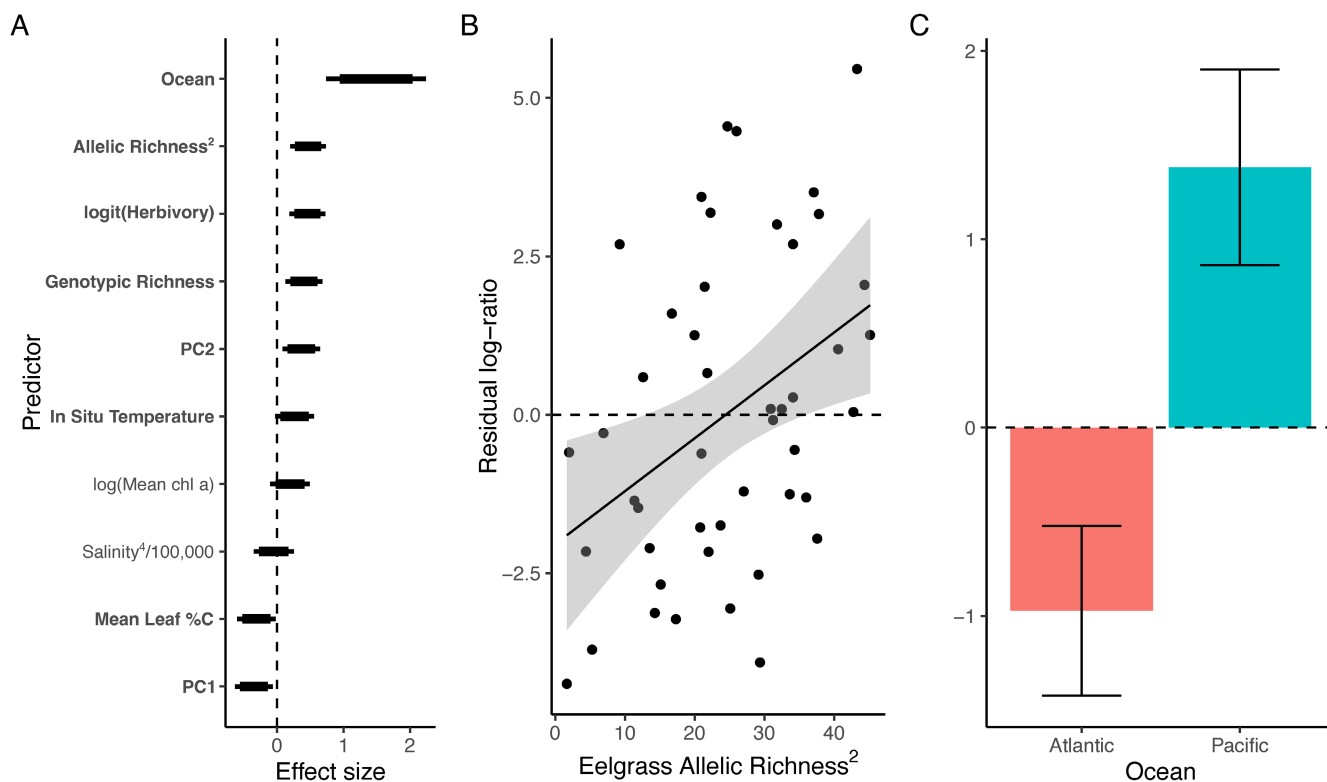 A
Predictor
Ocean
Allelic Richness²
logit(Herbivory)
Genotypic Richness
PC2
In Situ Temperature
log(Mean chl a)
Salinity⁴/100,000
Mean Leaf %C
PC1
0 1 2
Effect size
B
Residual log−ratio
5.0
2.5
0.0
−2.5
0 10 20 30 40
Eelgrass Allelic Richness²
C
2
1
0
−1
Atlantic Pacific
Ocean